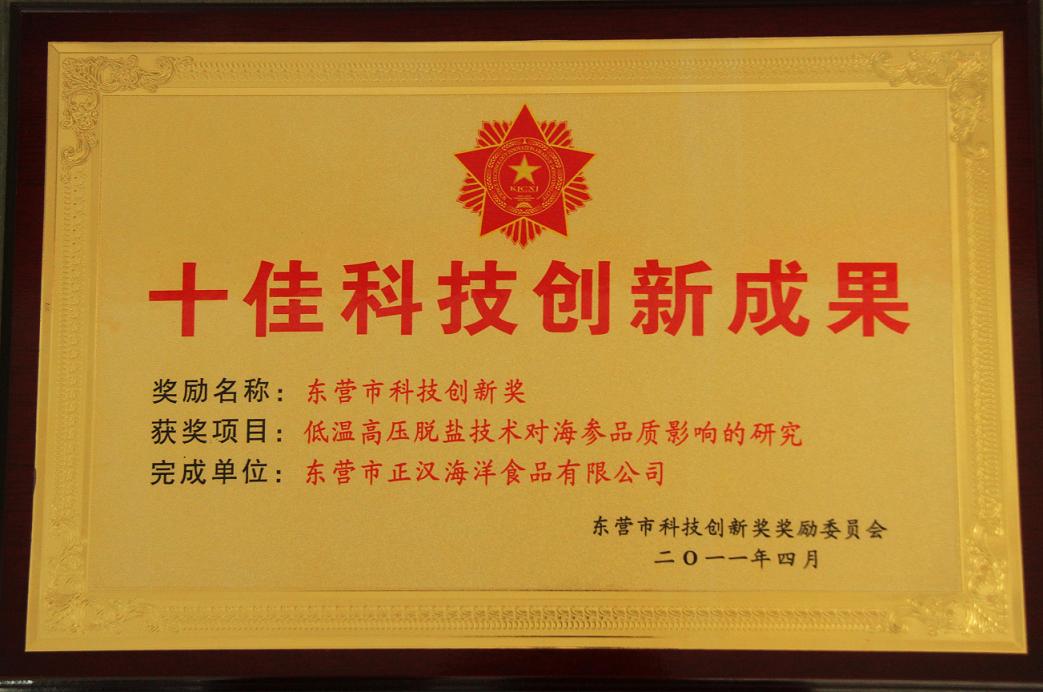 KJCXJ
十佳科技创新成果
奖励名称：东营市科技创新奖
获奖项目：低温高压脱盐技术对海参品质影响的研究
完成单位：东营市正汉海洋食品有限公司
东营市科技创新奖奖励委员会
二〇一一年四月